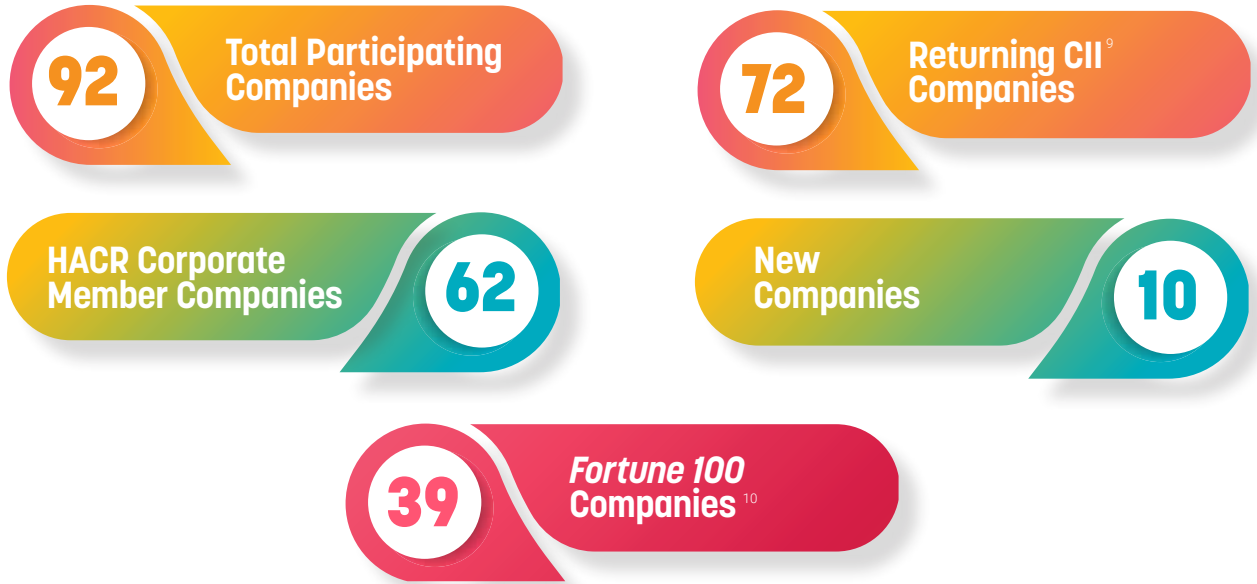 92
Total Participating
Companies
72
Returning CII 9
Companies
HACR Corporate
Member Companies
62
New
Companies
10
39
Fortune 100
Companies 10